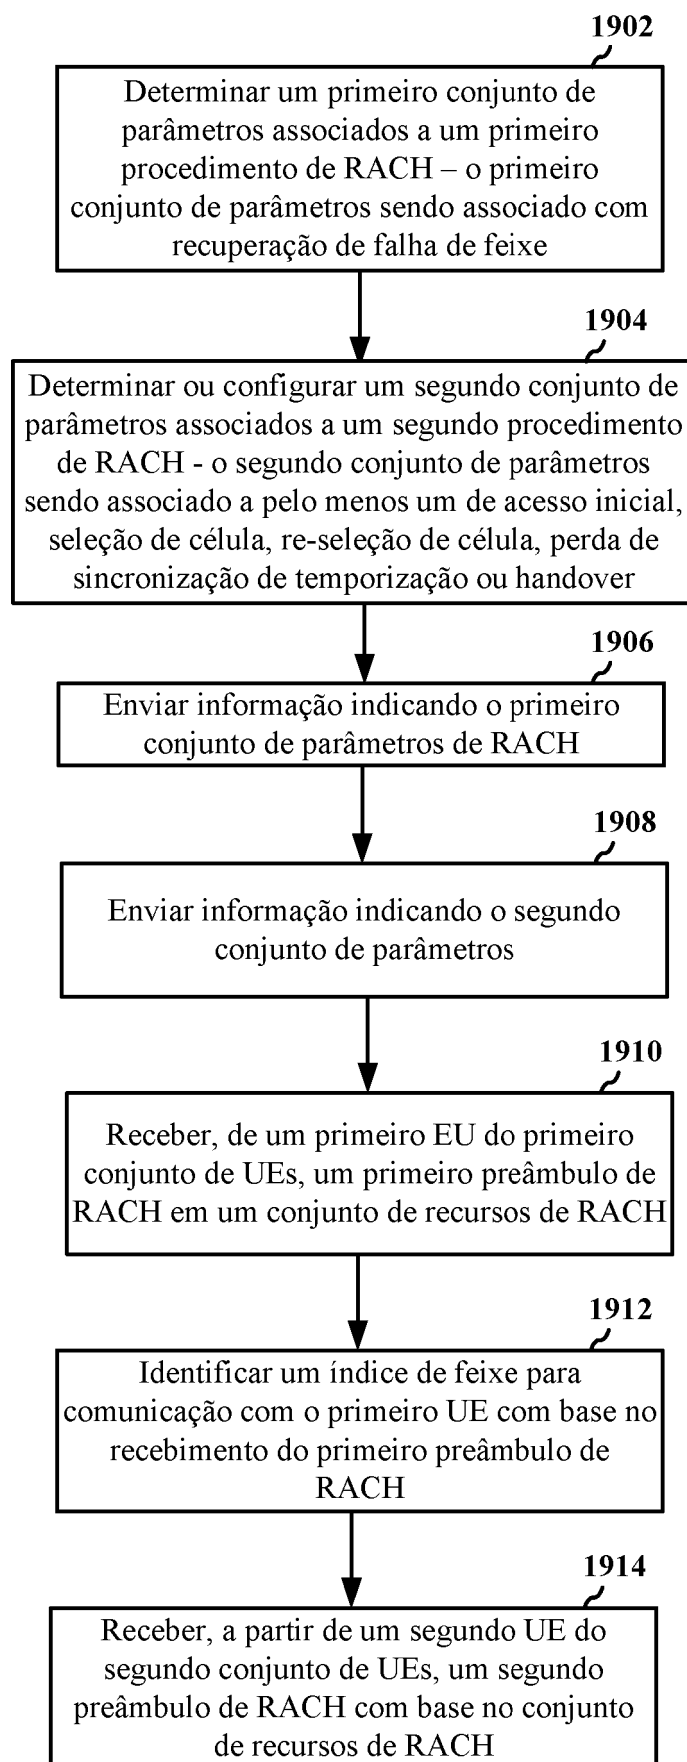 1902
Determinar um primeiro conjunto de
parâmetros associados a um primeiro
procedimento de RACH – o primeiro
conjunto de parâmetros sendo associado com
recuperação de falha de feixe
1904
Determinar ou configurar um segundo conjunto de
parâmetros associados a um segundo procedimento
de RACH - o segundo conjunto de parâmetros
sendo associado a pelo menos um de acesso inicial,
seleção de célula, re-seleção de célula, perda de
sincronização de temporização ou handover
1906
Enviar informação indicando o primeiro
conjunto de parâmetros de RACH
1908
Enviar informação indicando o segundo
conjunto de parâmetros
1910
Receber, de um primeiro EU do primeiro
conjunto de UEs, um primeiro preâmbulo de
RACH em um conjunto de recursos de RACH
1912
Identificar um índice de feixe para
comunicação com o primeiro UE com base no
recebimento do primeiro preâmbulo de
RACH
1914
Receber, a partir de um segundo UE do
segundo conjunto de UEs, um segundo
preâmbulo de RACH com base no conjunto
de recursos de RACH